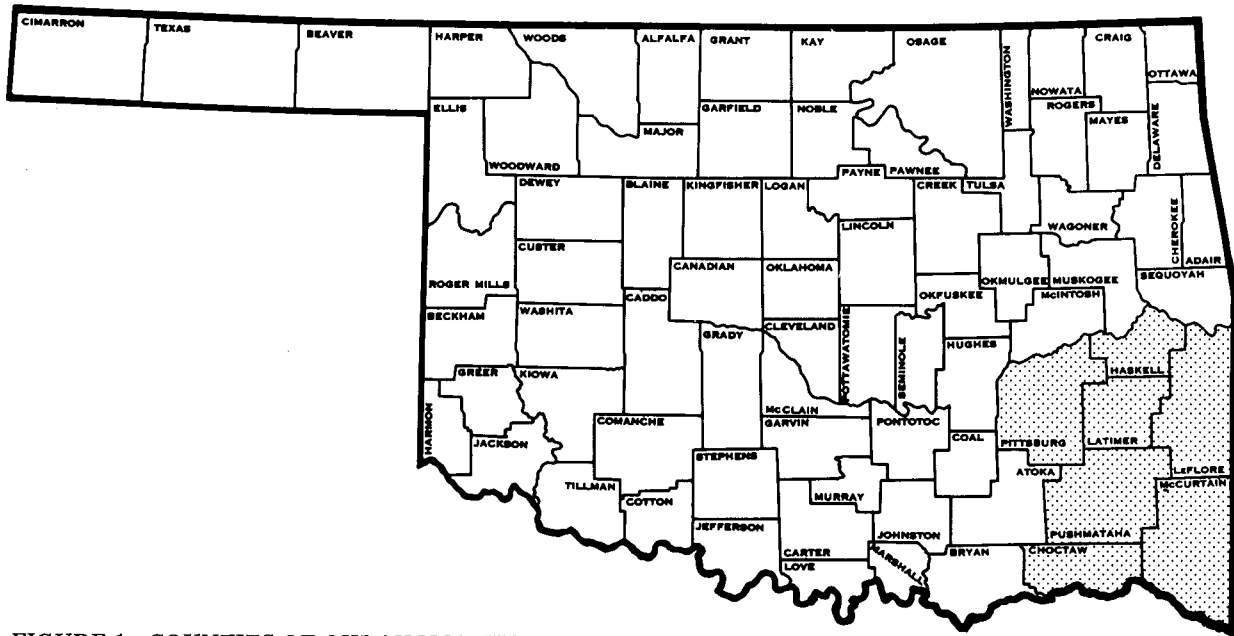 CIMARRON
TEXAS
BEAVER
HARPER
WOODS
ALFALFA
GRANT
KAY
OSAGE
WASHINGTON
NOWATA
CRAIG
OTTAWA
ELLIS
WOODWARD
MAJOR
GARFIELD
NOBLE
ROGERS
MAYES
DELAWARE
DEWEY
BLAINE
KINGFISHER
LOGAN
PAYNE
PAWNEE
CREEK
TULSA
LINCOLN
WAGONER
CHEROKEE
ADAIR
CUSTER
CANADIAN
OKLAHOMA
OKMULGEE
MUSKOGEE
SEQUOYAH
ROGER MILLS
CADDO
OKFUSKEE
McINTOSH
BECKHAM
WASHITA
GRADY
CLEVELAND
POTTAWATOMIE
SEMINOLE
HUGHES
HASKELL
GREER
KIOWA
McCLAIN
HARMON
JACKSON
COMANCHE
GARVIN
PONTOTOC
COAL
PITTSBURG
LATIMER
STEPHENS
ATOKA
LeFLORE
TILLMAN
COTTON
MURRAY
McCURTAIN
JEFFERSON
JOHNSTON
PUSHMATAHA
CARTER
LOVE
MARSHALL
BRYAN
CHOCTAW
FIGURE 1. COUNTIES OF